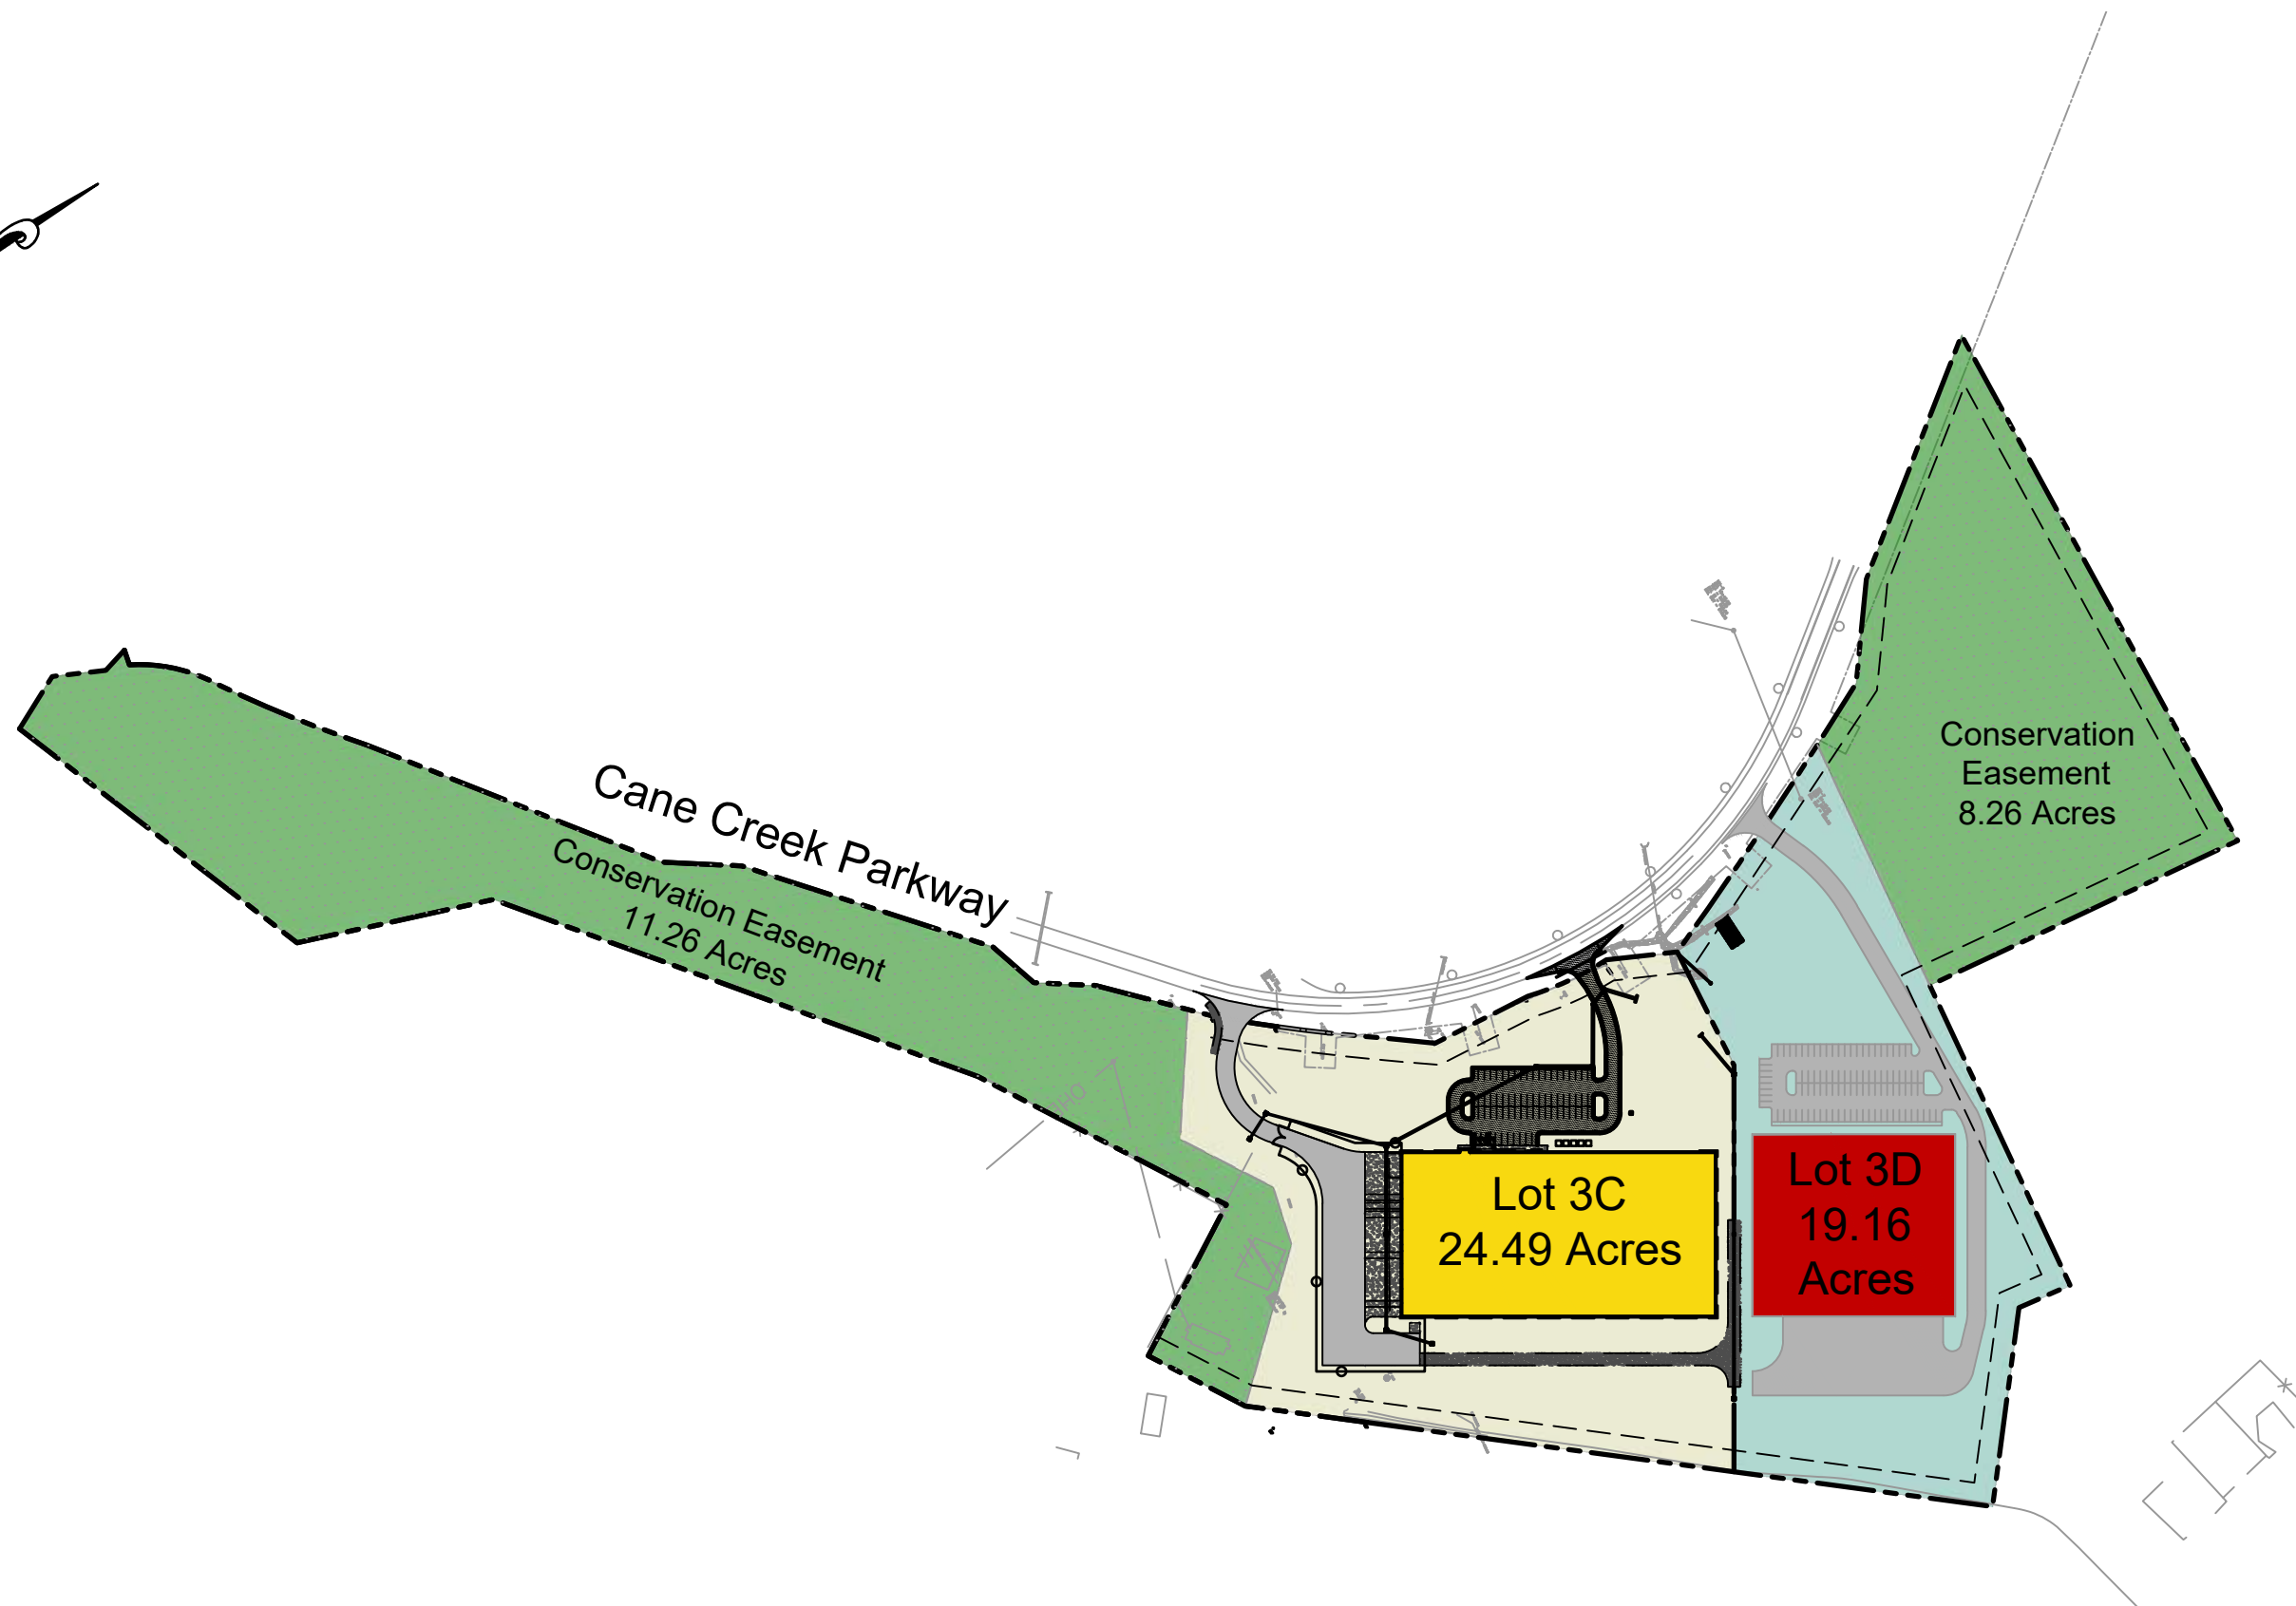 Cane Creek Parkway
Conservation Easement
11.26 Acres
Conservation
Easement
8.26 Acres
Lot 3C
24.49 Acres
Lot 3D
19.16
Acres
OHU